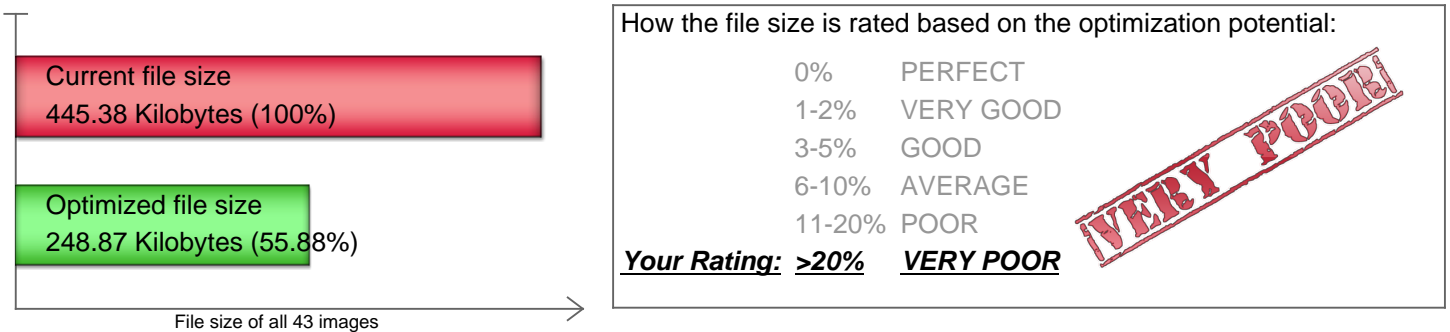 Current file size
445.38 Kilobytes (100%)
Optimized file size
248.87 Kilobytes (55.88%)
File size of all 43 images
How the file size is rated based on the optimization potential:
0% PERFECT
1-2% VERY GOOD
3-5% GOOD
6-10% AVERAGE
11-20% POOR
Your Rating: >20% VERY POOR
VERY POOR